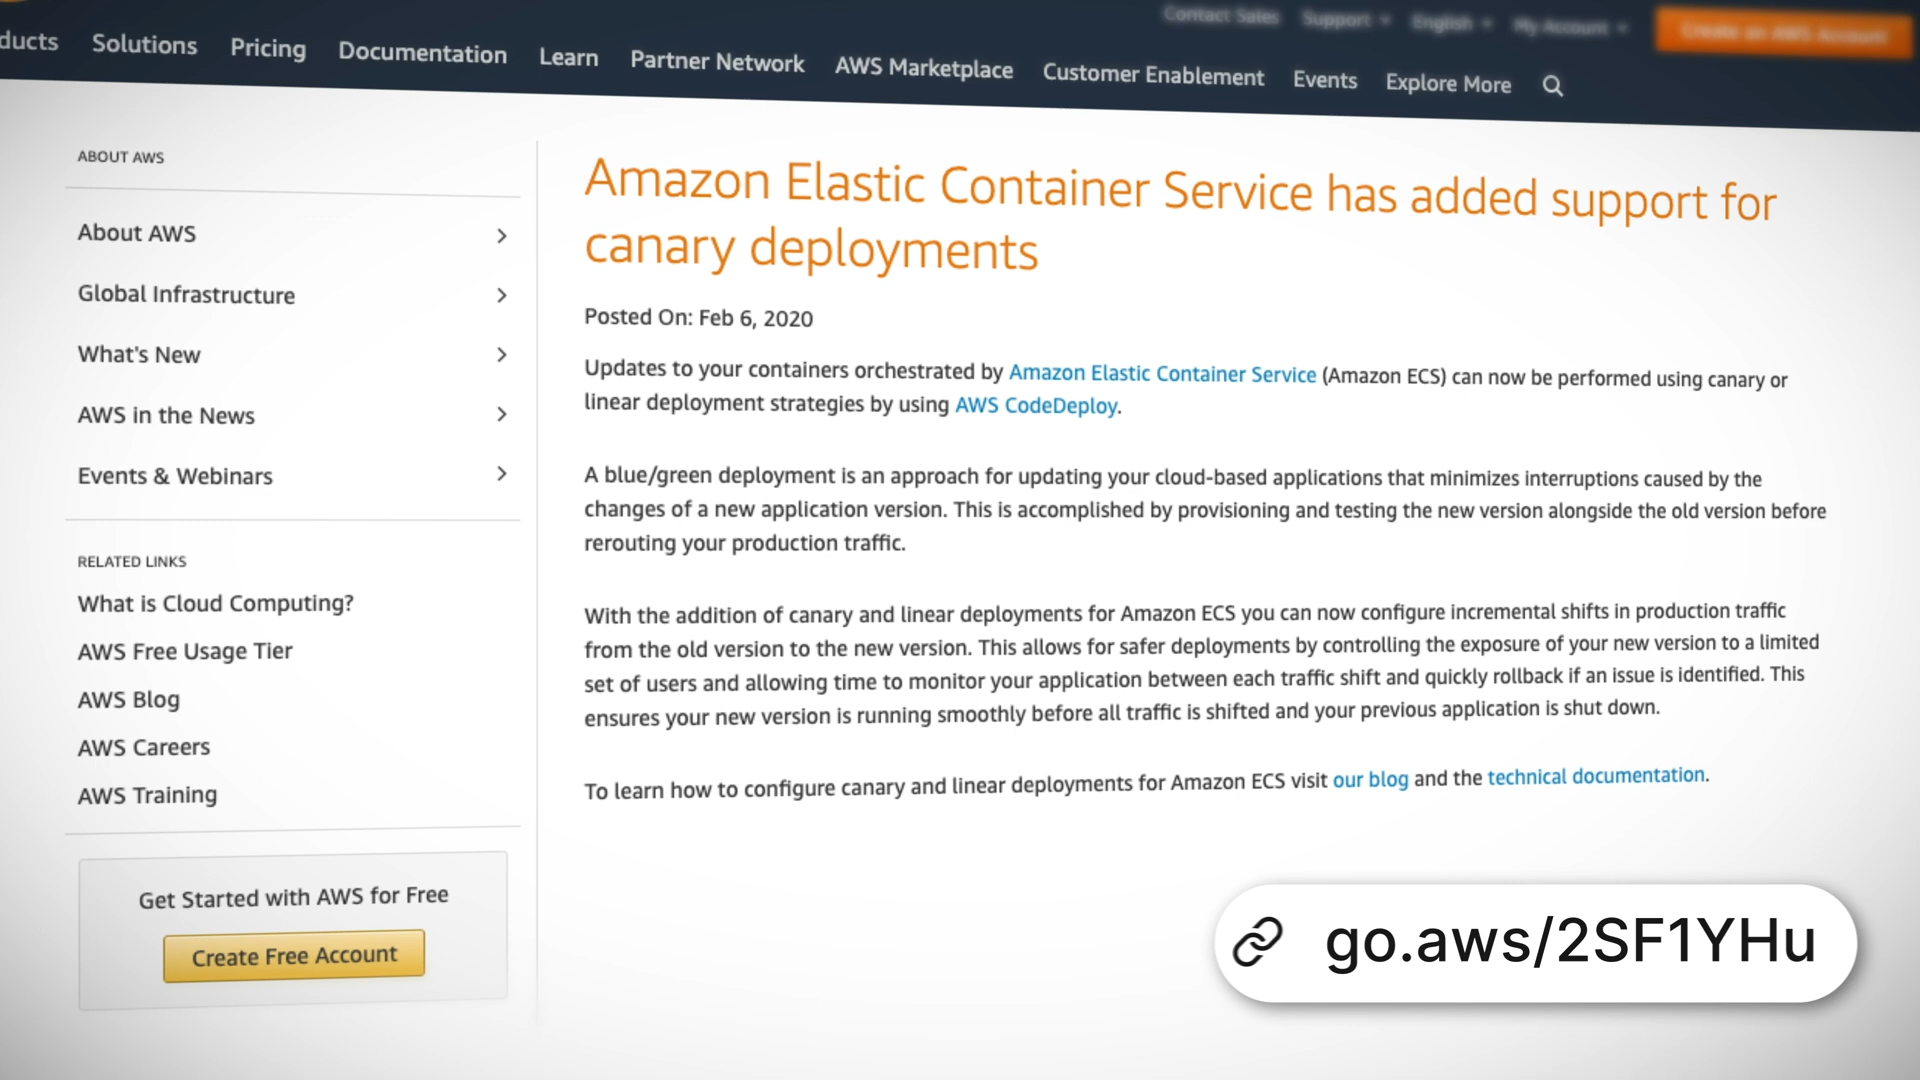 Contact Sales Support English My Account Create an AWS Account
ducts Solutions Pricing Documentation Learn Partner Network AWS Marketplace Customer Enablement Events Explore More
ABOUT AWS
About AWS
Global Infrastructure
What's New
AWS in the News
Events & Webinars
RELATED LINKS
What is Cloud Computing?
AWS Free Usage Tier
AWS Blog
AWS Careers
AWS Training
Get Started with AWS for Free
Create Free Account
Amazon Elastic Container Service has added support for
canary deployments
Posted On: Feb 6, 2020
Updates to your containers orchestrated by Amazon Elastic Container Service (Amazon ECS) can now be performed using canary or
linear deployment strategies by using AWS CodeDeploy.
A blue/green deployment is an approach for updating your cloud-based applications that minimizes interruptions caused by the
changes of a new application version. This is accomplished by provisioning and testing the new version alongside the old version before
rerouting your production traffic.
With the addition of canary and linear deployments for Amazon ECS you can now configure incremental shifts in production traffic
from the old version to the new version. This allows for safer deployments by controlling the exposure of your new version to a limited
set of users and allowing time to monitor your application between each traffic shift and quickly rollback if an issue is identified. This
ensures your new version is running smoothly before all traffic is shifted and your previous application is shut down.
To learn how to configure canary and linear deployments for Amazon ECS visit our blog and the technical documentation.
go.aws/2SF1YHu